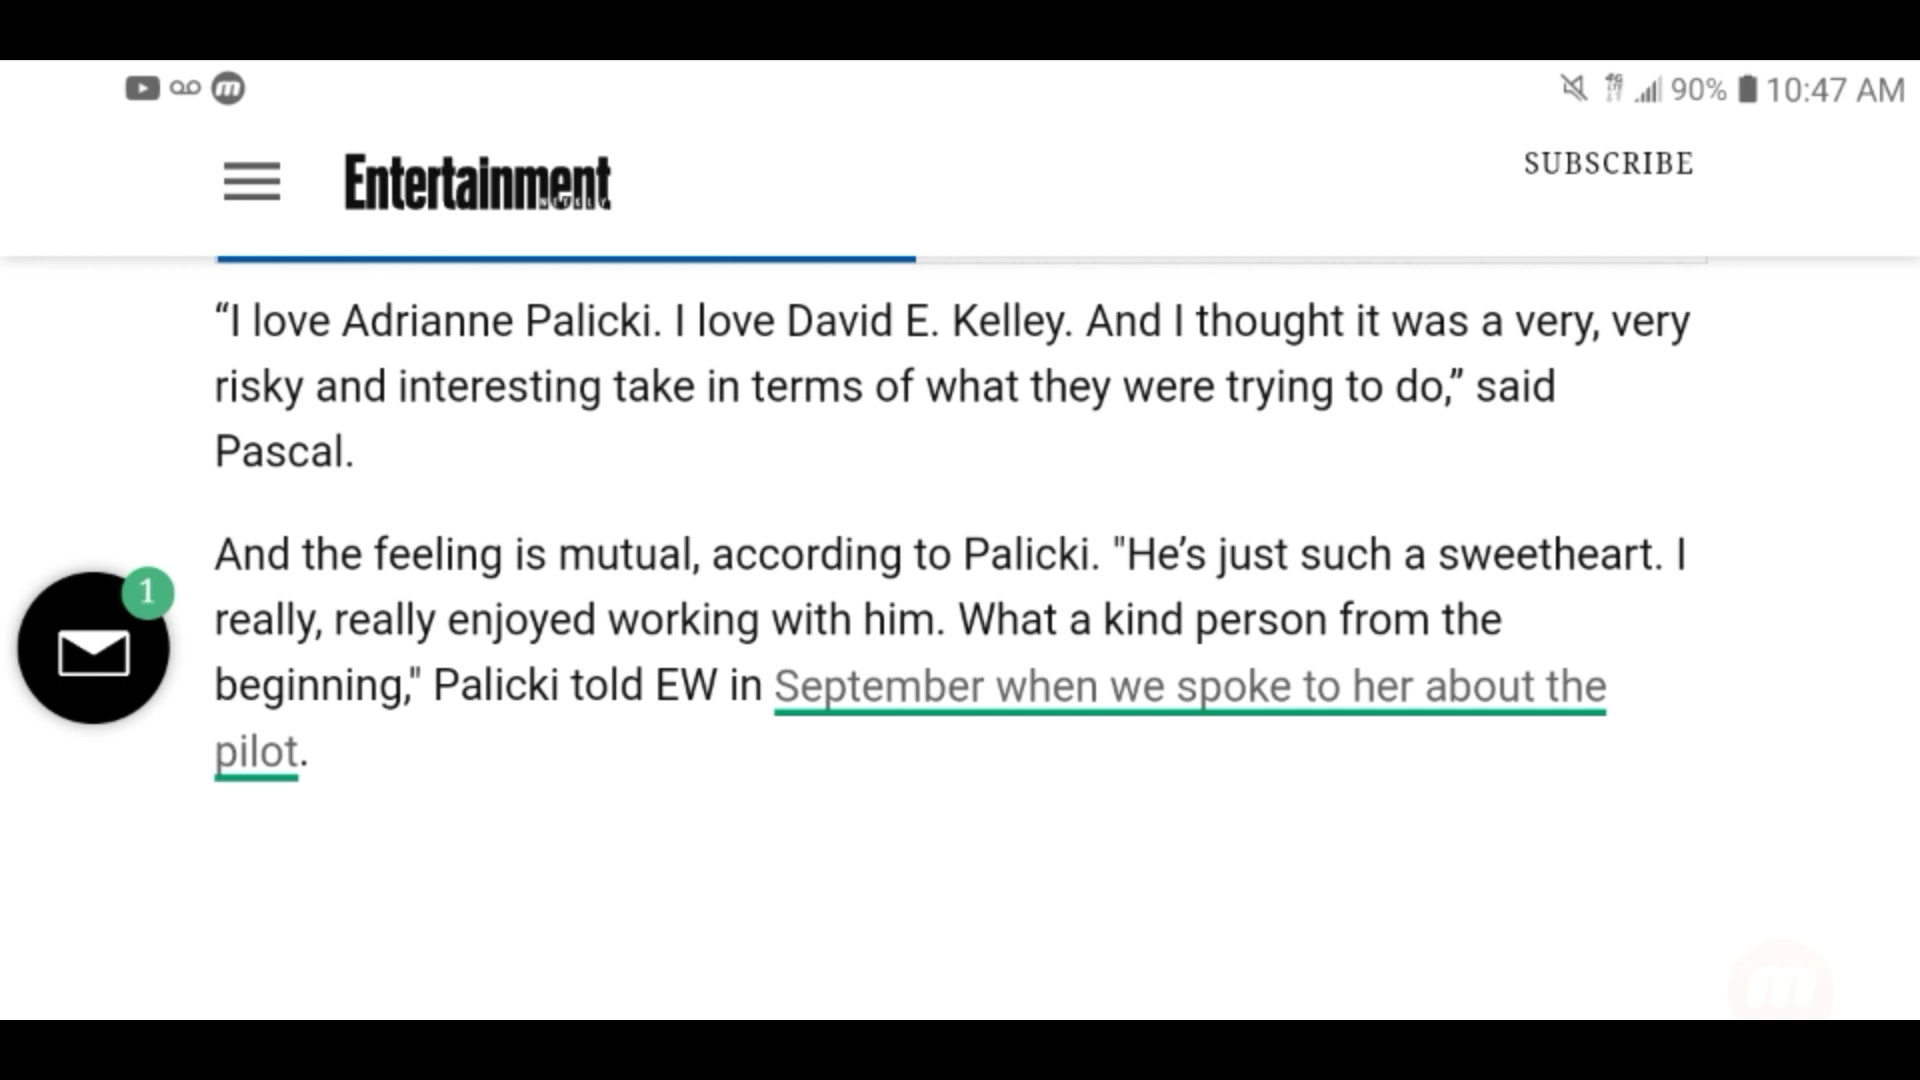 90% 10:47 AM
Entertainment
WEEKLY
SUBSCRIBE
“I love Adrianne Palicki. I love David E. Kelley. And I thought it was a very, very
risky and interesting take in terms of what they were trying to do,” said
Pascal.
And the feeling is mutual, according to Palicki. "He’s just such a sweetheart. I
really, really enjoyed working with him. What a kind person from the
beginning," Palicki told EW in September when we spoke to her about the
pilot.
1
m